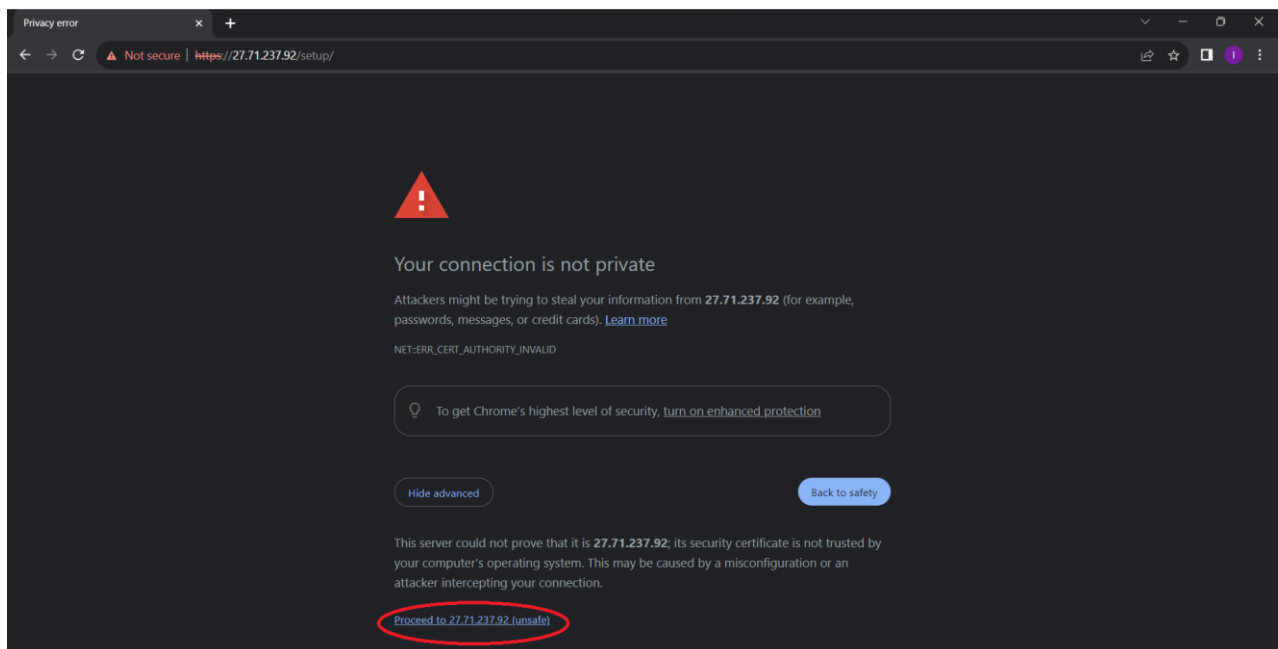 Privacy error
Not secure | https://27.71.237.92/setup/
I
Your connection is not private
Attackers might be trying to steal your information from 27.71.237.92 (for example,
passwords, messages, or credit cards). Learn more
NET::ERR_CERT_AUTHORITY_INVALID
To get Chrome's highest level of security, turn on enhanced protection
Hide advanced
Back to safety
This server could not prove that it is 27.71.237.92; its security certificate is not trusted by
your computer's operating system. This may be caused by a misconfiguration or an
attacker intercepting your connection.
Proceed to 27.71.237.92 (unsafe)